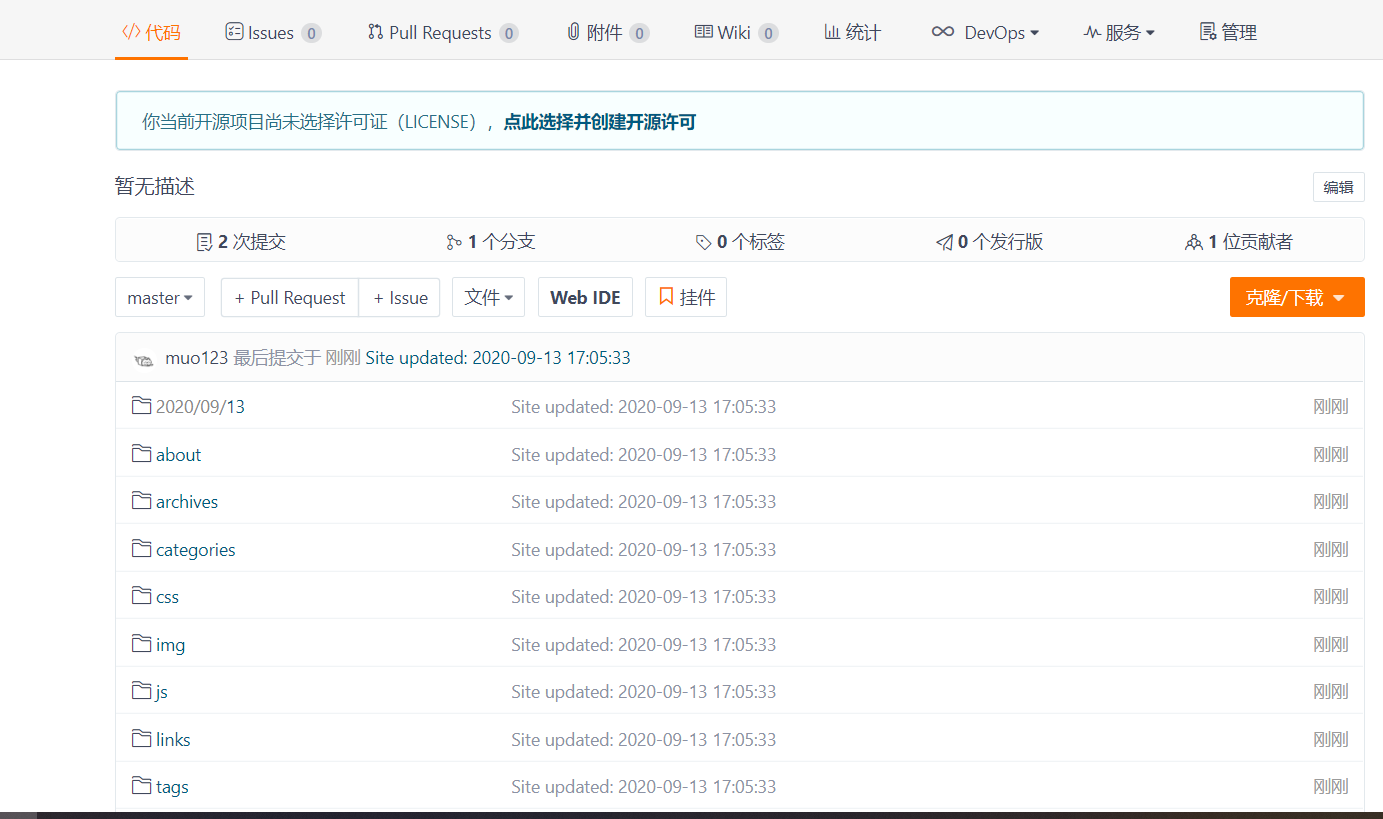 代码 Issues 0 Pull Requests 0 附件 0 Wiki 0 统计 DevOps 服务 管理
你当前开源项目尚未选择许可证（LICENSE），点此选择并创建开源许可
暂无描述 编辑
2 次提交 1 个分支 0 个标签 0 个发行版 1 位贡献者
master + Pull Request + Issue 文件 Web IDE 挂件 克隆/下载
muo123 最后提交于 刚刚 Site updated: 2020-09-13 17:05:33
2020/09/13 Site updated: 2020-09-13 17:05:33 刚刚
about Site updated: 2020-09-13 17:05:33 刚刚
archives Site updated: 2020-09-13 17:05:33 刚刚
categories Site updated: 2020-09-13 17:05:33 刚刚
css Site updated: 2020-09-13 17:05:33 刚刚
img Site updated: 2020-09-13 17:05:33 刚刚
js Site updated: 2020-09-13 17:05:33 刚刚
links Site updated: 2020-09-13 17:05:33 刚刚
tags Site updated: 2020-09-13 17:05:33 刚刚